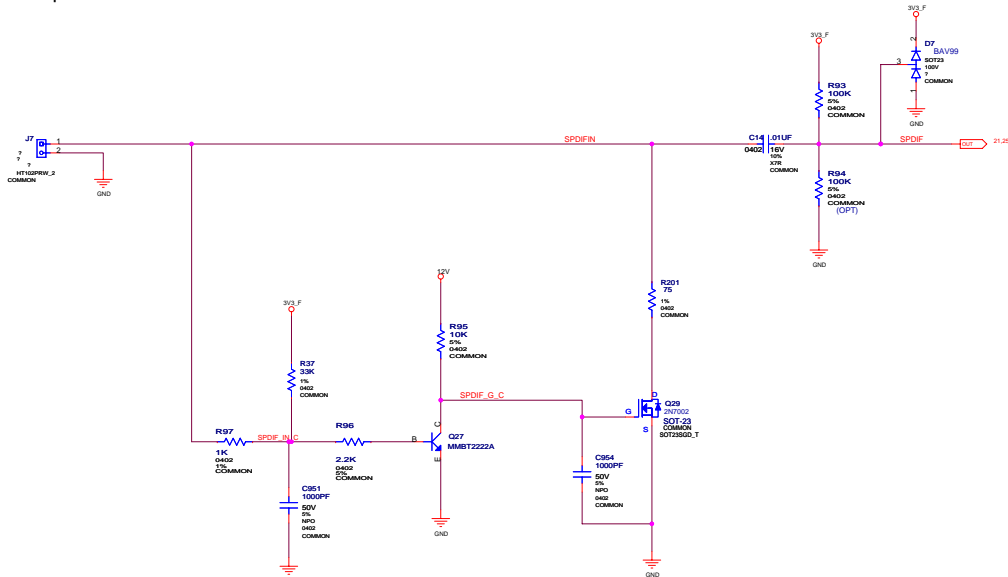 3V3_F
2
D7
BAV99
SOT23
100V
?
COMMON
3
1
GND
3V3_F
R93
100K
5%
0402
COMMON
J7
1
2
?
?
?
HT102PRW_2
COMMON
GND
SPDIFIN
C14
.01UF
0402
16V
10%
X7R
COMMON
SPDIF
OUT
21,25
R94
100K
5%
0402
COMMON
(OPT)
GND
12V
R201
75
1%
0402
COMMON
3V3_F
R95
10K
5%
0402
COMMON
R37
33K
1%
0402
COMMON
SPDIF_G_C
D
G
S
Q29
2N7002
SOT-23
COMMON
SOT23SGD_T
R97
1K
0402
1%
COMMON
SPDIF_IN_C
R96
2.2K
0402
5%
COMMON
B
C
E
Q27
MMBT2222A
C954
1000PF
50V
5%
NPO
0402
COMMON
C951
1000PF
50V
5%
NPO
0402
COMMON
GND
GND